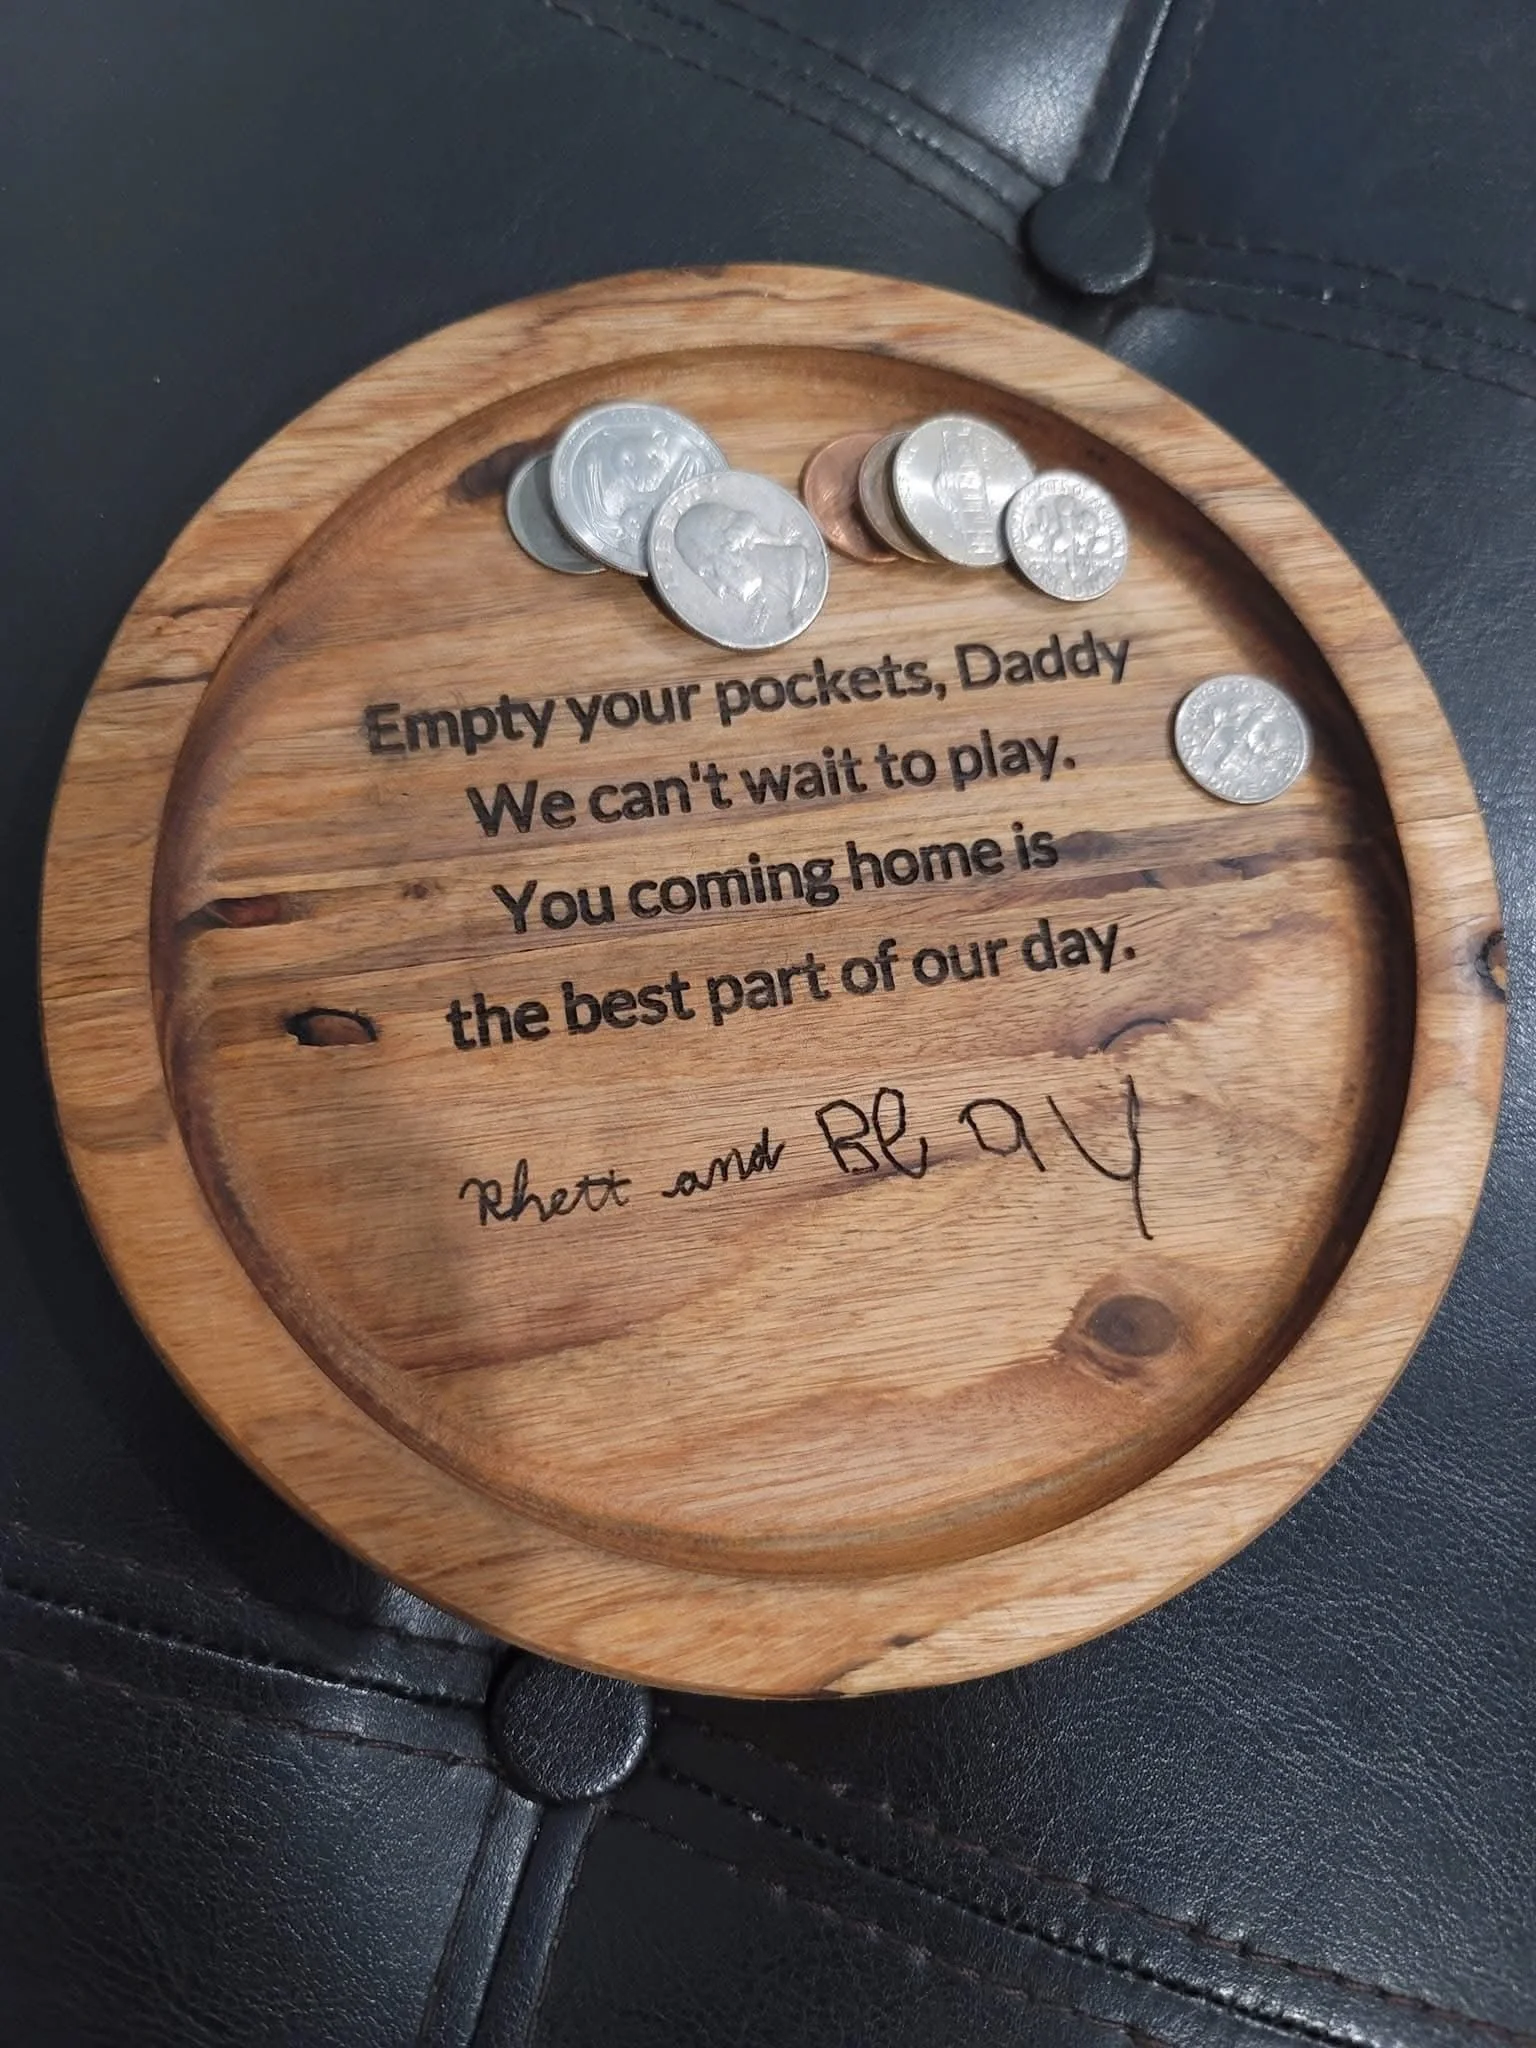 Empty your pockets, Daddy
We can't wait to play.
You coming home is
the best part of our day.
Rhett and Blay